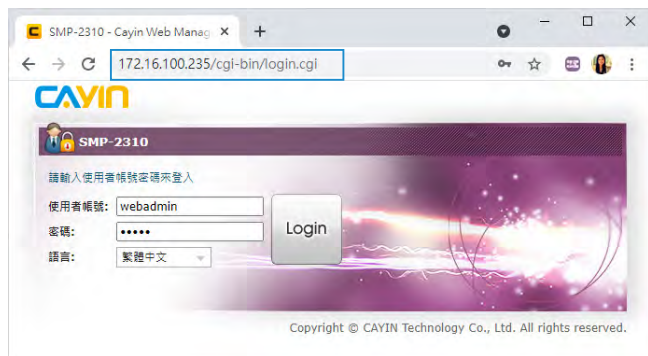 SMP-2310 - Cayin Web Manag
172.16.100.235/cgi-bin/login.cgi
CAYIN
SMP-2310
請輸入使用者帳號密碼來登入
使用者帳號: webadmin
密碼: •••••
Login
語言: 繁體中文
Copyright © CAYIN Technology Co., Ltd. All rights reserved.